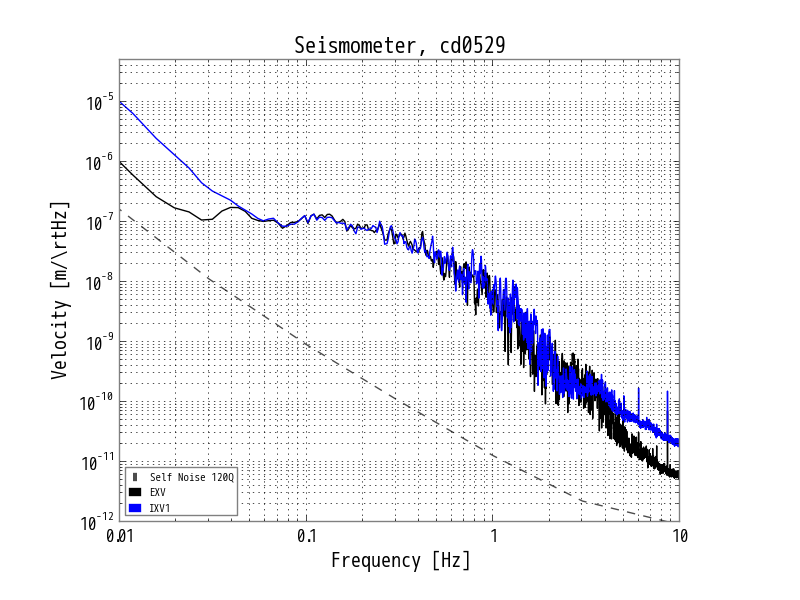 Seismometer, cd0529
Velocity [m/\rtHz]
10^-5
10^-6
10^-7
10^-8
10^-9
10^-10
10^-11
10^-12
Self Noise 120Q
EXV
IXV1
0.01 0.1 1 10
Frequency [Hz]